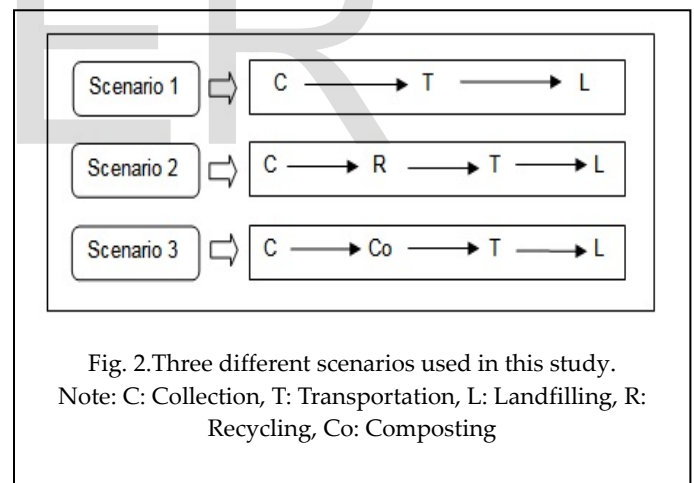 ER
Scenario 1 C T L
Scenario 2 C R T L
Scenario 3 C Co T L
Fig. 2.Three different scenarios used in this study.
Note: C: Collection, T: Transportation, L: Landfilling, R:
Recycling, Co: Composting